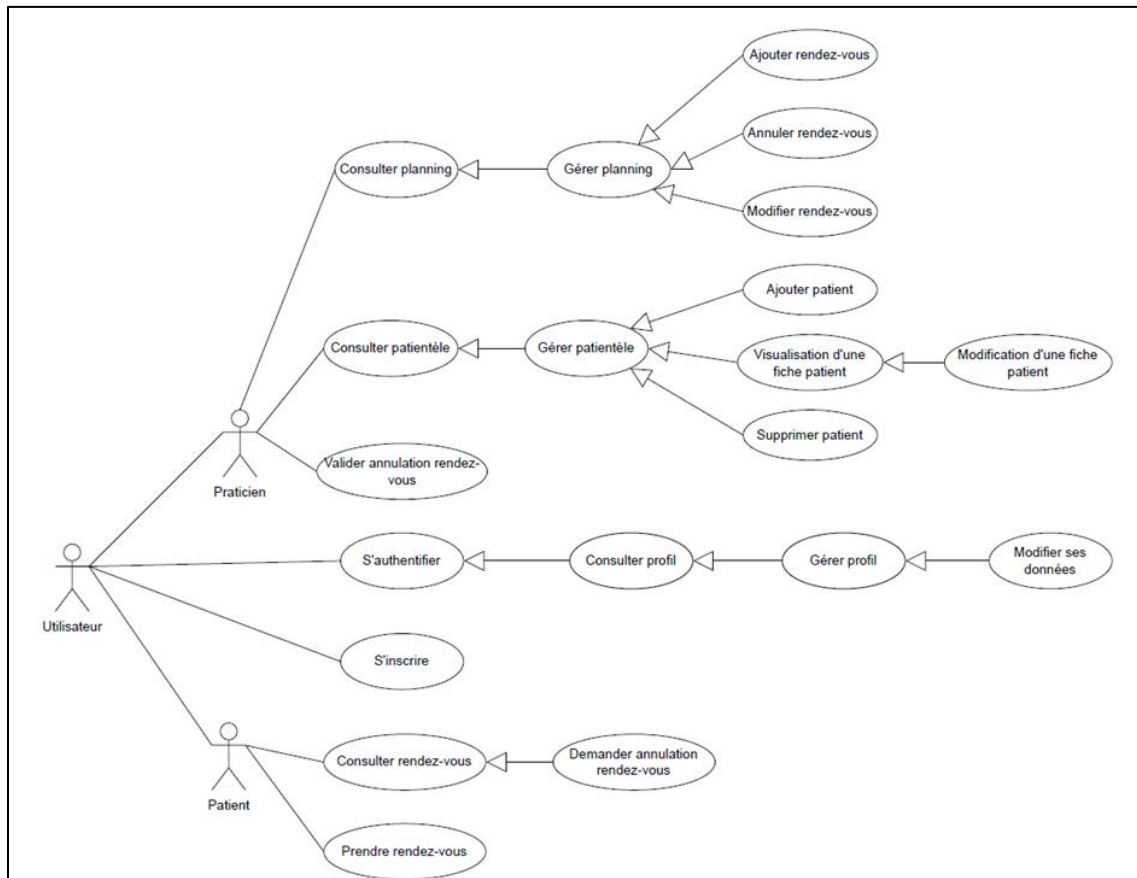 Ajouter rendez-vous
Annuler rendez-vous
Consulter planning
Gérer planning
Modifier rendez-vous
Ajouter patient
Consulter patientèle
Gérer patientèle
Visualisation d'une
fiche patient
Modification d'une fiche
patient
Supprimer patient
Valider annulation rendez-
vous
Praticien
S'authentifier
Consulter profil
Gérer profil
Modifier ses
données
Utilisateur
S'inscrire
Consulter rendez-vous
Demander annulation
rendez-vous
Patient
Prendre rendez-vous